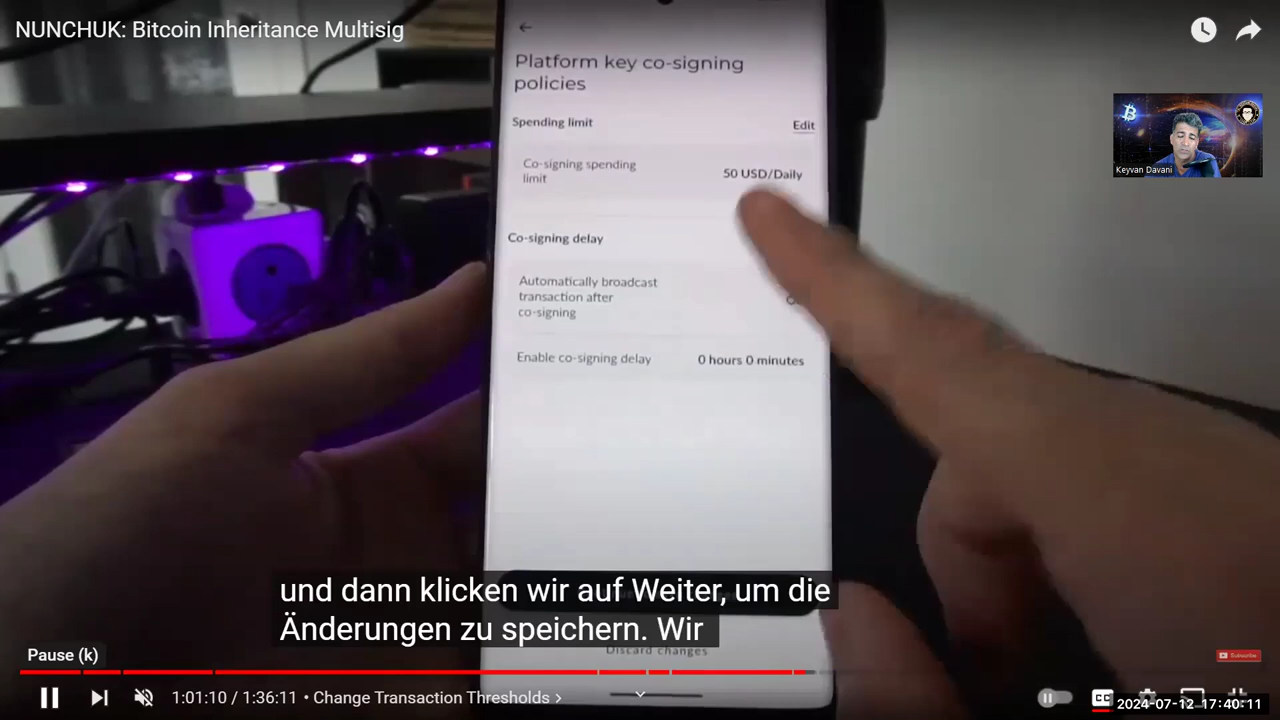 NUNCHUK: Bitcoin Inheritance Multisig
Platform key co-signing
policies
Spending limit
Edit
Co-signing spending
limit
50 USD/Daily
Keyvan Davani
Co-signing delay
Automatically broadcast
transaction after
co-signing
Enable co-signing delay
0 hours 0 minutes
und dann klicken wir auf Weiter, um die
Änderungen zu speichern. Wir
Discard changes
Pause (k)
Subscribe
1:01:10 / 1:36:11 • Change Transaction Thresholds
CC
2024-07-12 17:40:11